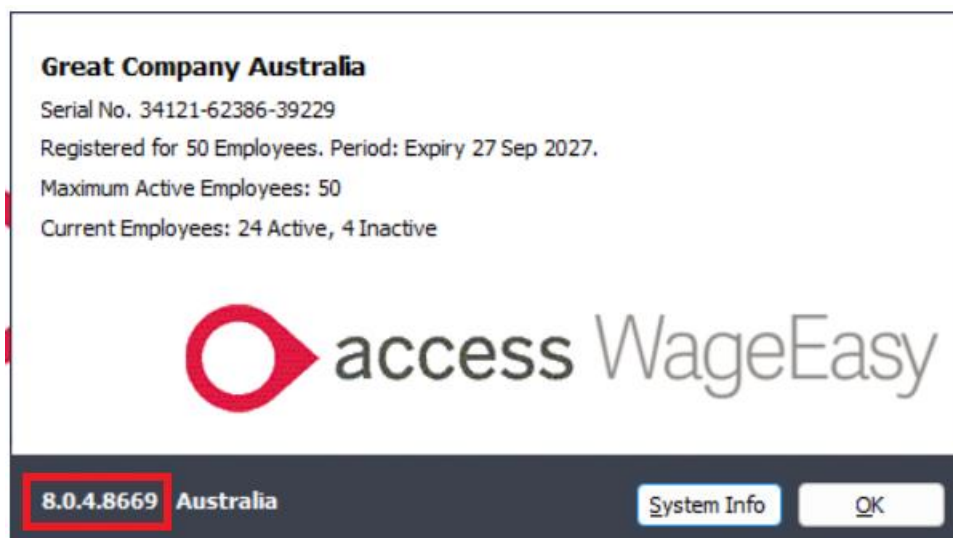 Great Company Australia
Serial No. 34121-62386-39229
Registered for 50 Employees. Period: Expiry 27 Sep 2027.
Maximum Active Employees: 50
Current Employees: 24 Active, 4 Inactive
access WageEasy
8.0.4.8669 Australia
System Info
OK